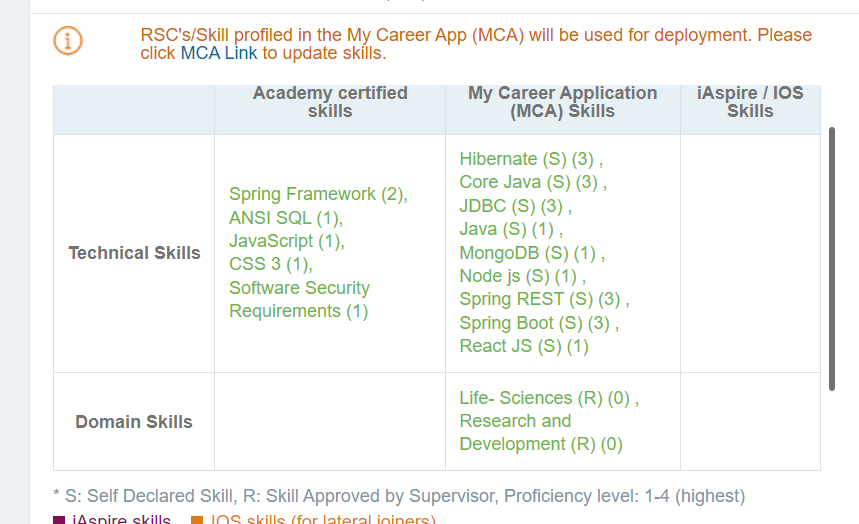 RSC's/Skill profiled in the My Career App (MCA) will be used for deployment. Please
click MCA Link to update skills.
Academy certified
skills
My Career Application
(MCA) Skills
iAspire / IOS
Skills
Technical Skills
Spring Framework (2),
ANSI SQL (1),
JavaScript (1),
CSS 3 (1),
Software Security
Requirements (1)
Hibernate (S) (3) ,
Core Java (S) (3) ,
JDBC (S) (3) ,
Java (S) (1) ,
MongoDB (S) (1) ,
Node js (S) (1) ,
Spring REST (S) (3) ,
Spring Boot (S) (3) ,
React JS (S) (1)
Domain Skills
Life- Sciences (R) (0) ,
Research and
Development (R) (0)
* S: Self Declared Skill, R: Skill Approved by Supervisor, Proficiency level: 1-4 (highest)
iAspire skills IOS skills (for lateral joiners)